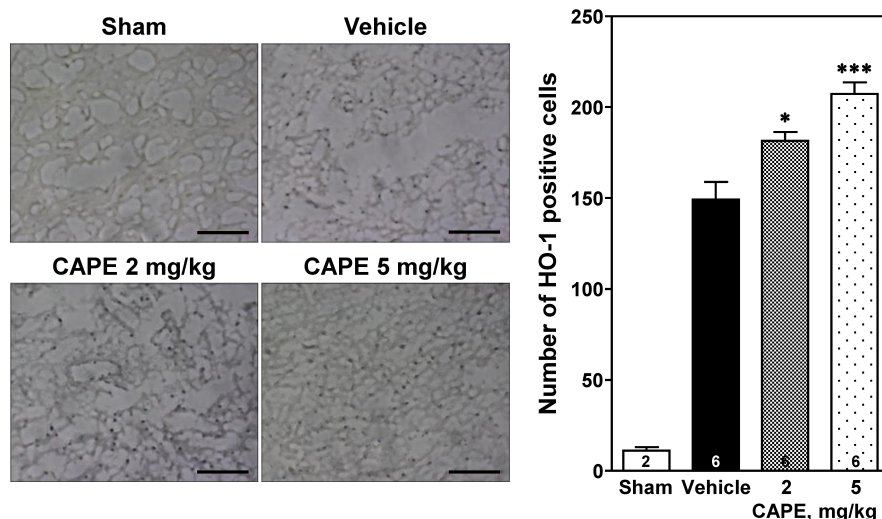 Sham
Vehicle
CAPE 2 mg/kg
CAPE 5 mg/kg
Number of HO-1 positive cells
250
200
150
100
50
0
*
***
2
6
6
6
Sham Vehicle 2 5
CAPE, mg/kg